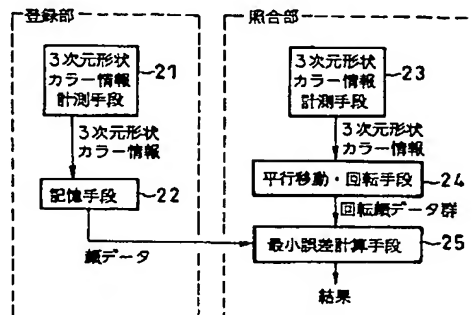 登録部
3次元形状
カラー情報
計測手段
21
3次元形状
カラー情報
記憶手段
22
顔データ
照合部
3次元形状
カラー情報
計測手段
23
3次元形状
カラー情報
平行移動・回転手段
24
回転顔データ群
最小誤差計算手段
25
結果